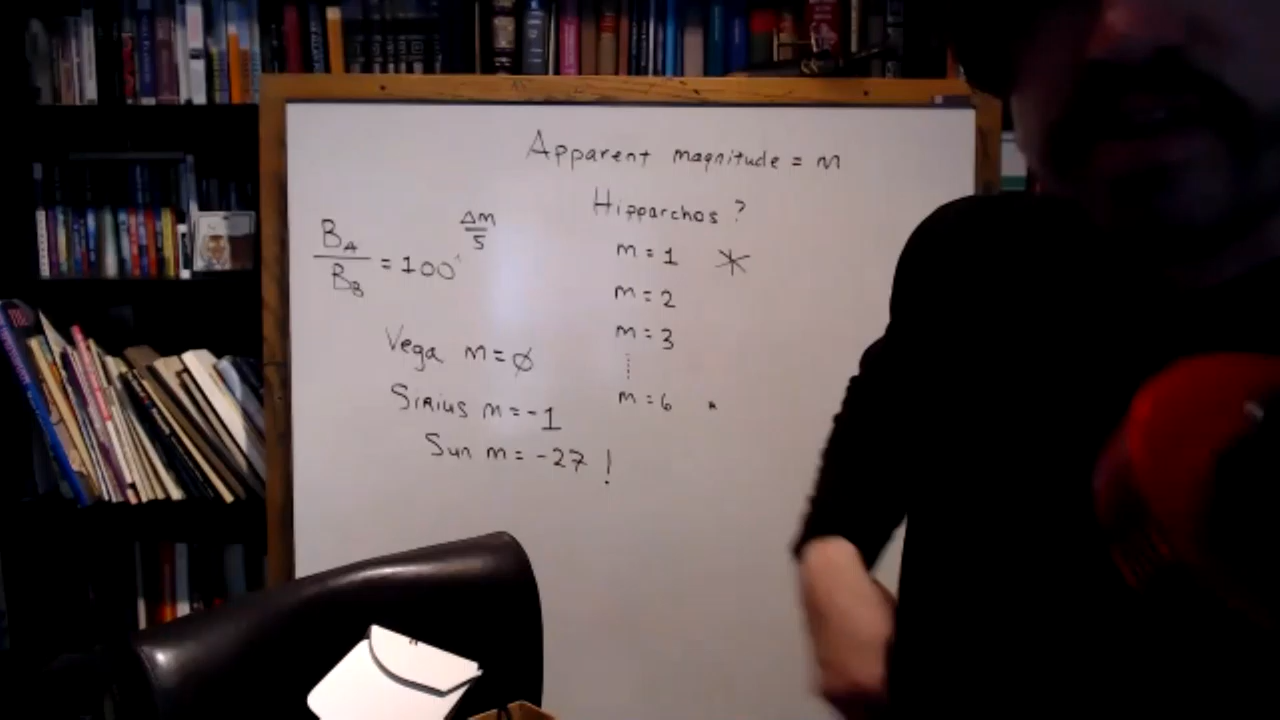 Apparent magnitude = m
Hipparchos ?
m = 1
m = 2
m = 3
m = 6
B_A / B_B = 100^(Δm/5)
Vega m = ∅
Sirius m = -1
Sun m = -27 !